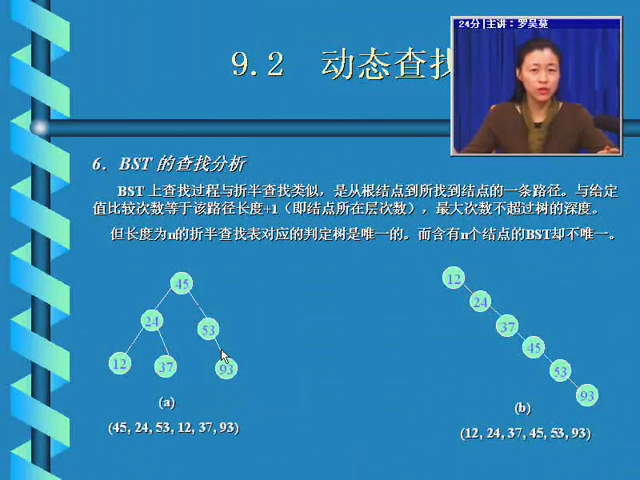 24分|主讲：罗昊莫
9.2 动态查找
6．BST 的查找分析
BST 上查找过程与折半查找类似，是从根结点到所找到结点的一条路径。与给定
值比较次数等于该路径长度+1（即结点所在层次数），最大次数不超过树的深度。
但长度为n的折半查找表对应的判定树是唯一的。而含有n个结点的BST却不唯一。
45
24
53
12
37
93
(a)
(45, 24, 53, 12, 37, 93)
12
24
37
45
53
93
(b)
(12, 24, 37, 45, 53, 93)